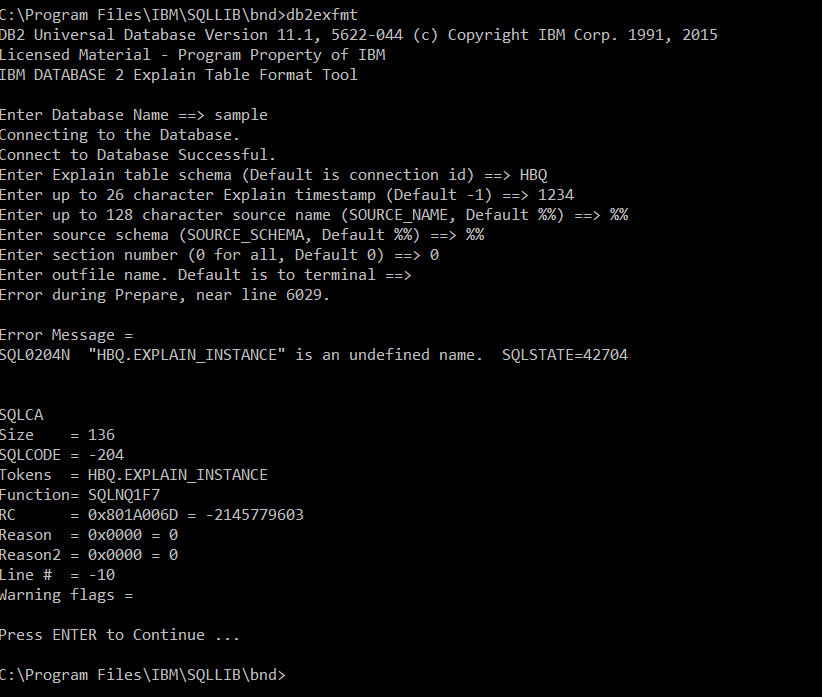 C:\Program Files\IBM\SQLLIB\bnd>db2exfmt
DB2 Universal Database Version 11.1, 5622-044 (c) Copyright IBM Corp. 1991, 2015
Licensed Material - Program Property of IBM
IBM DATABASE 2 Explain Table Format Tool
Enter Database Name ==> sample
Connecting to the Database.
Connect to Database Successful.
Enter Explain table schema (Default is connection id) ==> HBQ
Enter up to 26 character Explain timestamp (Default -1) ==> 1234
Enter up to 128 character source name (SOURCE_NAME, Default %%) ==> %%
Enter source schema (SOURCE_SCHEMA, Default %%) ==> %%
Enter section number (0 for all, Default 0) ==> 0
Enter outfile name. Default is to terminal ==>
Error during Prepare, near line 6029.
Error Message =
SQL0204N  "HBQ.EXPLAIN_INSTANCE" is an undefined name.  SQLSTATE=42704
SQLCA
Size    = 136
SQLCODE = -204
Tokens  = HBQ.EXPLAIN_INSTANCE
Function= SQLNQ1F7
RC      = 0x801A006D = -2145779603
Reason  = 0x0000 = 0
Reason2 = 0x0000 = 0
Line #  = -10
Warning flags =
Press ENTER to Continue ...
C:\Program Files\IBM\SQLLIB\bnd>